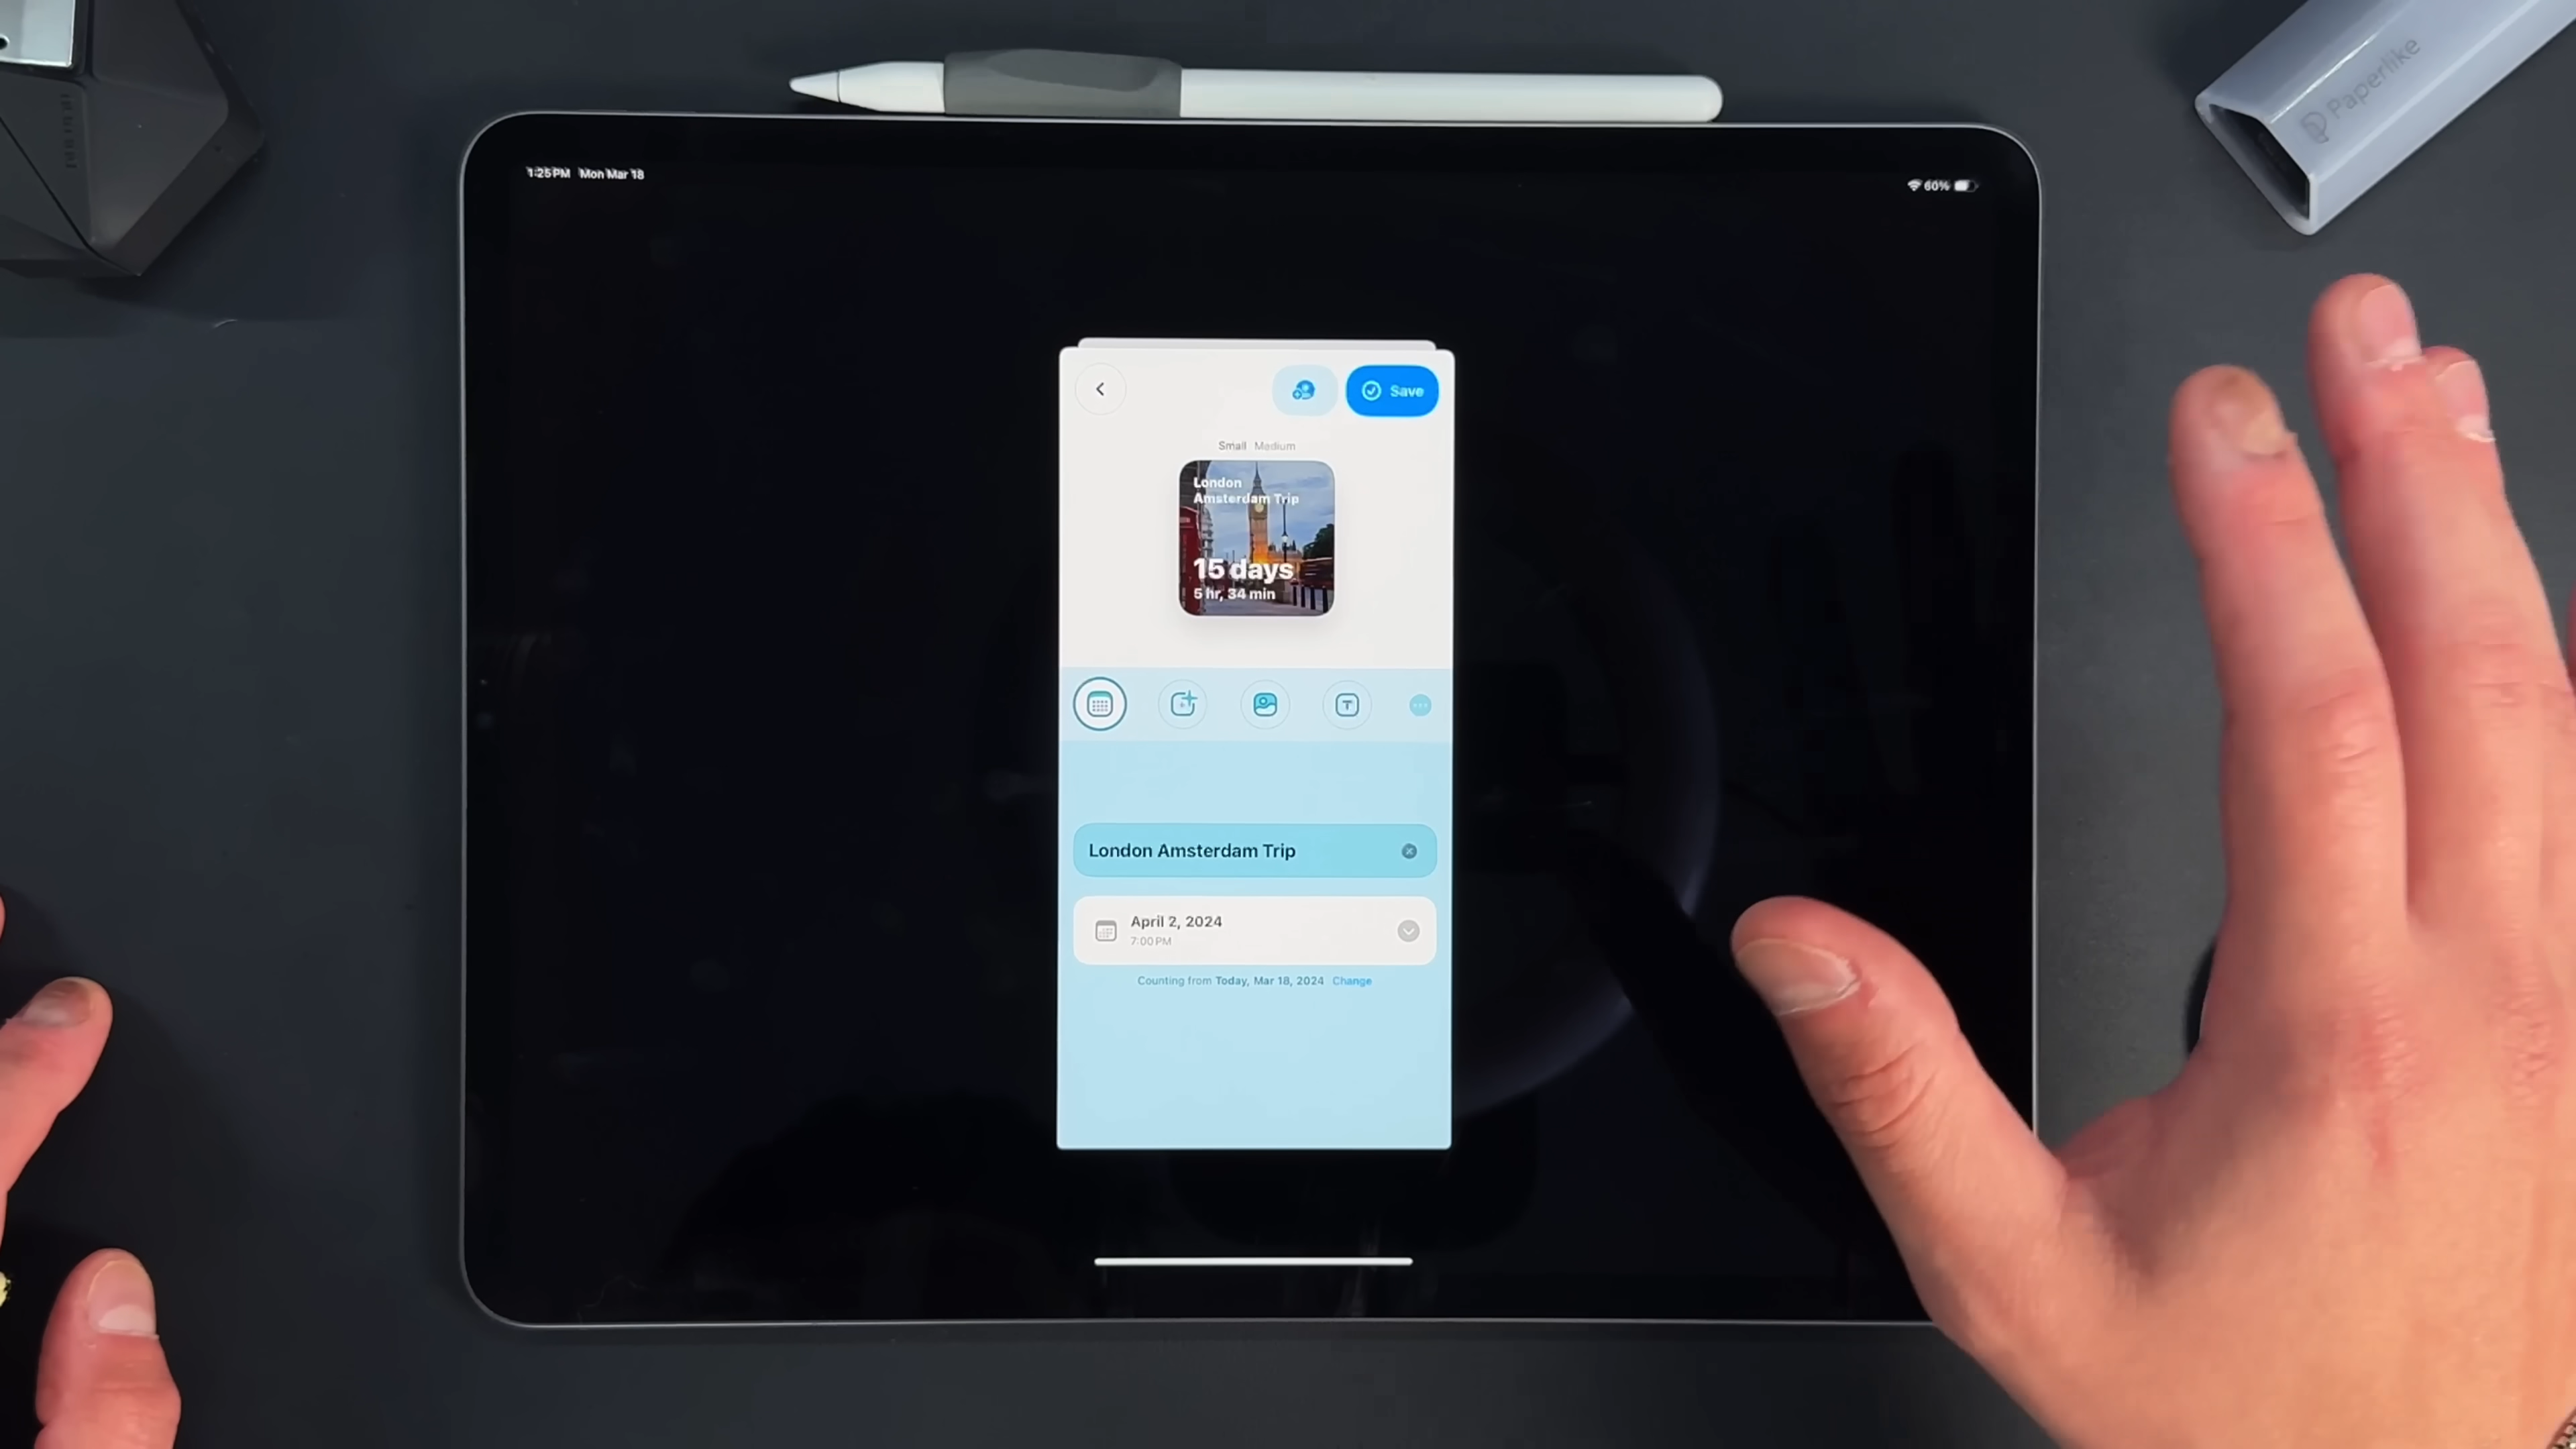 Paperlike
1:25 PM Mon Mar 18
60%
Save
Small Medium
London
Amsterdam Trip
15 days
5 hr, 34 min
T
London Amsterdam Trip
April 2, 2024
7:00 PM
Counting from Today, Mar 18, 2024 Change